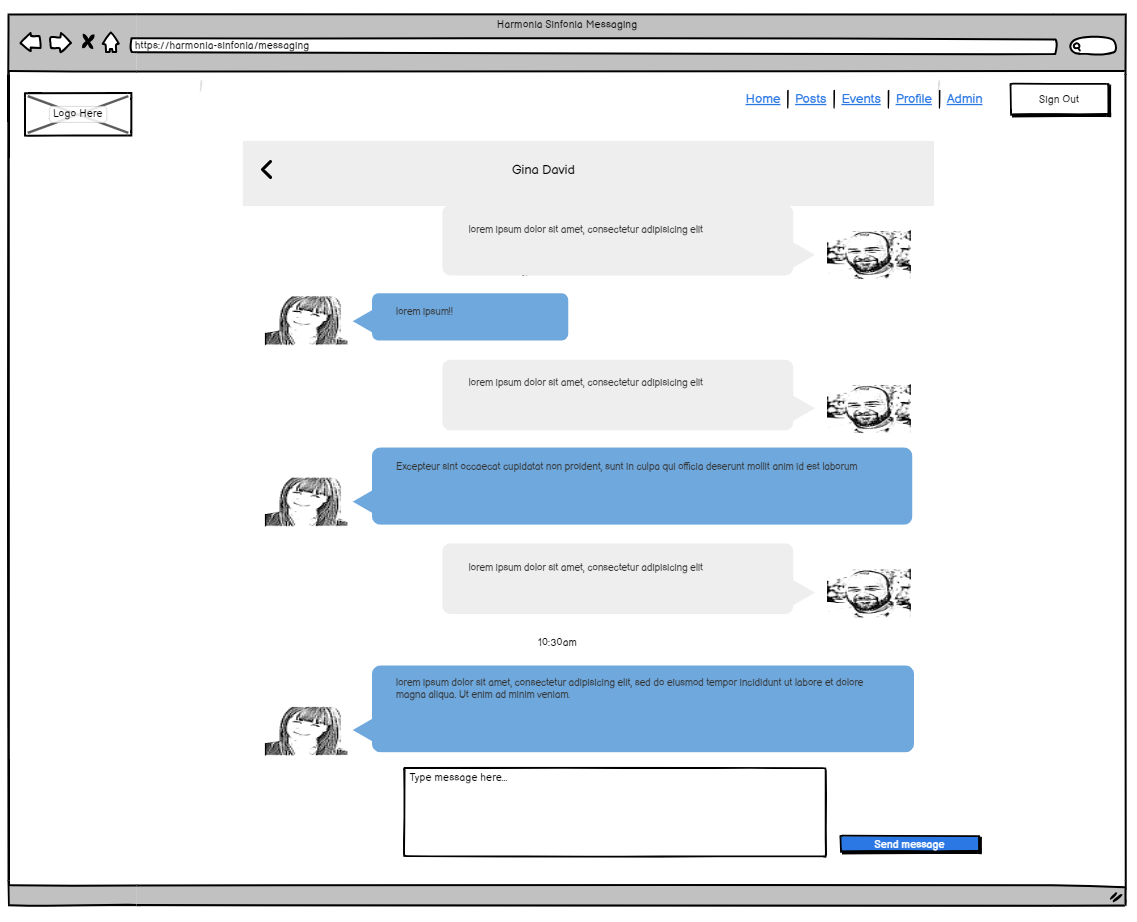 Harmonia Sinfonia Messaging
https://harmonia-sinfonia/messaging
Logo Here
Home | Posts | Events | Profile | Admin
Sign Out
Gina David
lorem ipsum dolor sit amet, consectetur adipisicing elit
lorem ipsum!!
lorem ipsum dolor sit amet, consectetur adipisicing elit
Excepteur sint occaecat cupidatat non proident, sunt in culpa qui officia deserunt mollit anim id est laborum
lorem ipsum dolor sit amet, consectetur adipisicing elit
10:30am
lorem ipsum dolor sit amet, consectetur adipisicing elit, sed do eiusmod tempor incididunt ut labore et dolore
magna aliqua. Ut enim ad minim veniam.
Type message here...
Send message